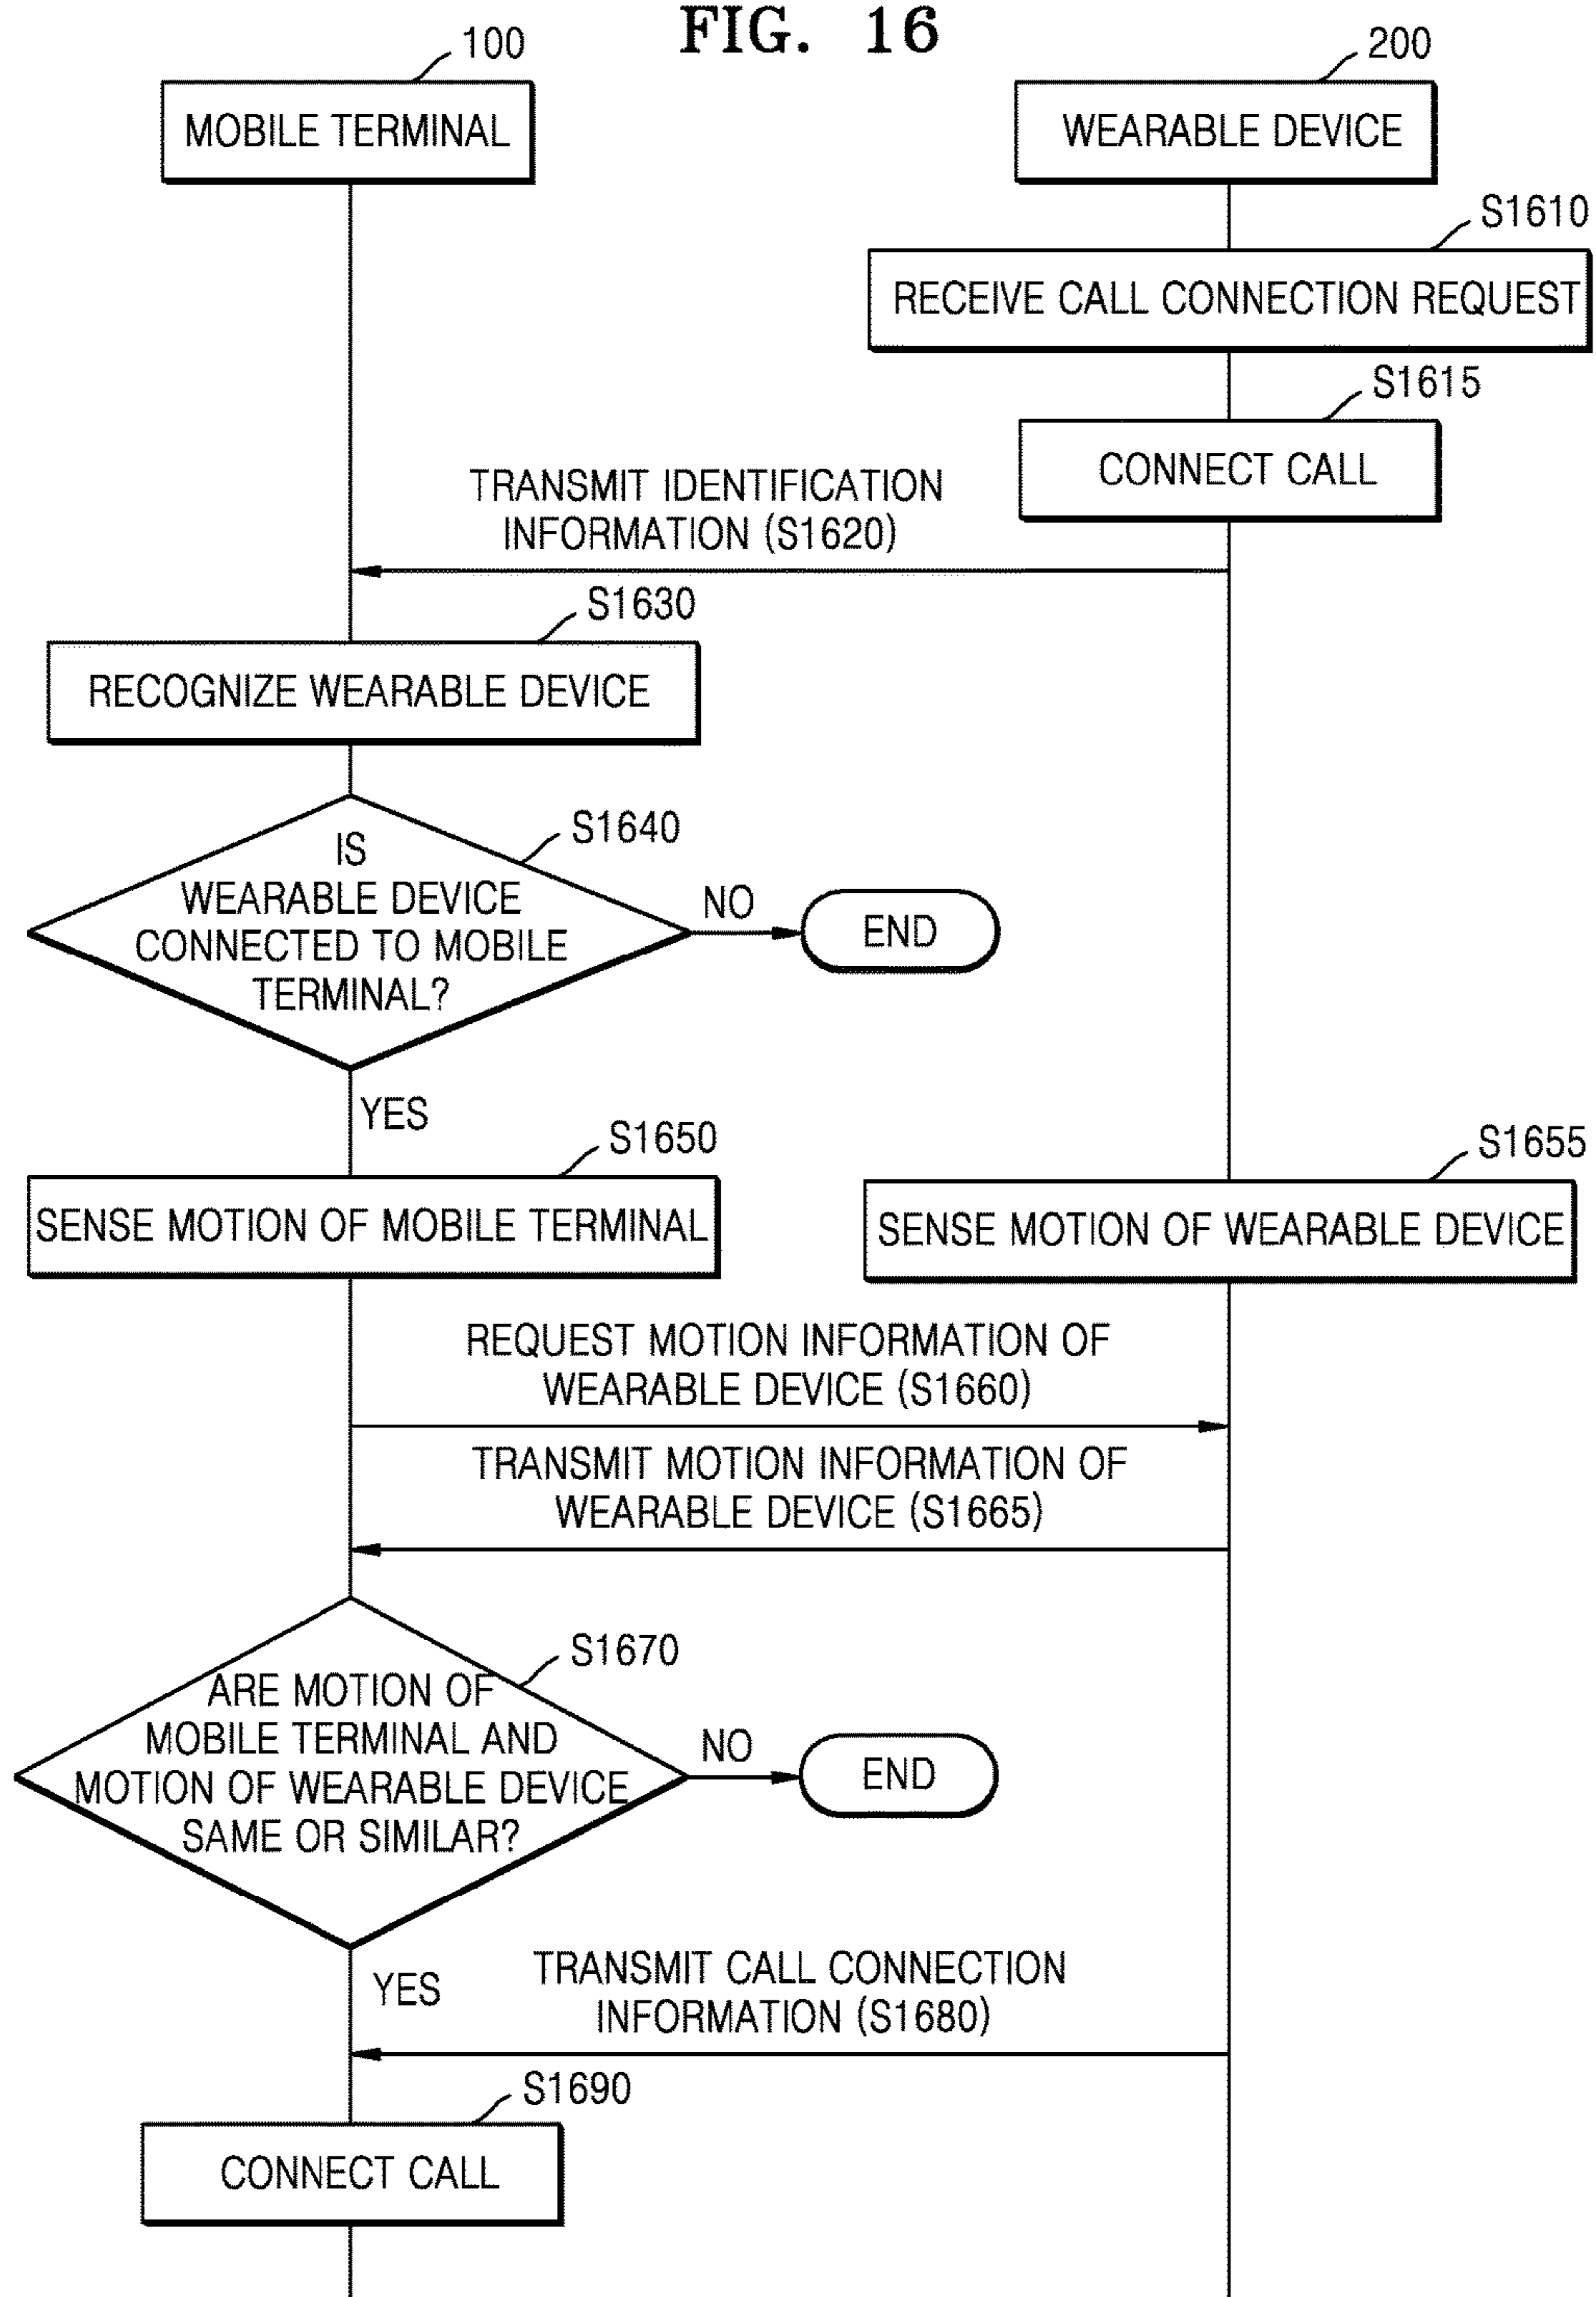 FIG. 16
100
200
MOBILE TERMINAL
WEARABLE DEVICE
S1610
RECEIVE CALL CONNECTION REQUEST
S1615
CONNECT CALL
TRANSMIT IDENTIFICATION
INFORMATION (S1620)
S1630
RECOGNIZE WEARABLE DEVICE
S1640
IS
WEARABLE DEVICE
CONNECTED TO MOBILE
TERMINAL?
NO
END
YES
S1650
SENSE MOTION OF MOBILE TERMINAL
S1655
SENSE MOTION OF WEARABLE DEVICE
REQUEST MOTION INFORMATION OF
WEARABLE DEVICE (S1660)
TRANSMIT MOTION INFORMATION OF
WEARABLE DEVICE (S1665)
S1670
ARE MOTION OF
MOBILE TERMINAL AND
MOTION OF WEARABLE DEVICE
SAME OR SIMILAR?
NO
END
YES
TRANSMIT CALL CONNECTION
INFORMATION (S1680)
S1690
CONNECT CALL